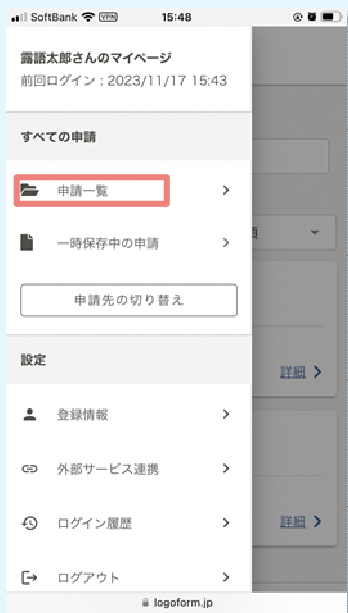 SoftBank VPN 15:48
露語太郎さんのマイページ
前回ログイン：2023/11/17 15:43
すべての申請
申請一覧
一時保存中の申請
申請先の切り替え
詳細
設定
登録情報
外部サービス連携
ログイン履歴
詳細
ログアウト
logoform.jp